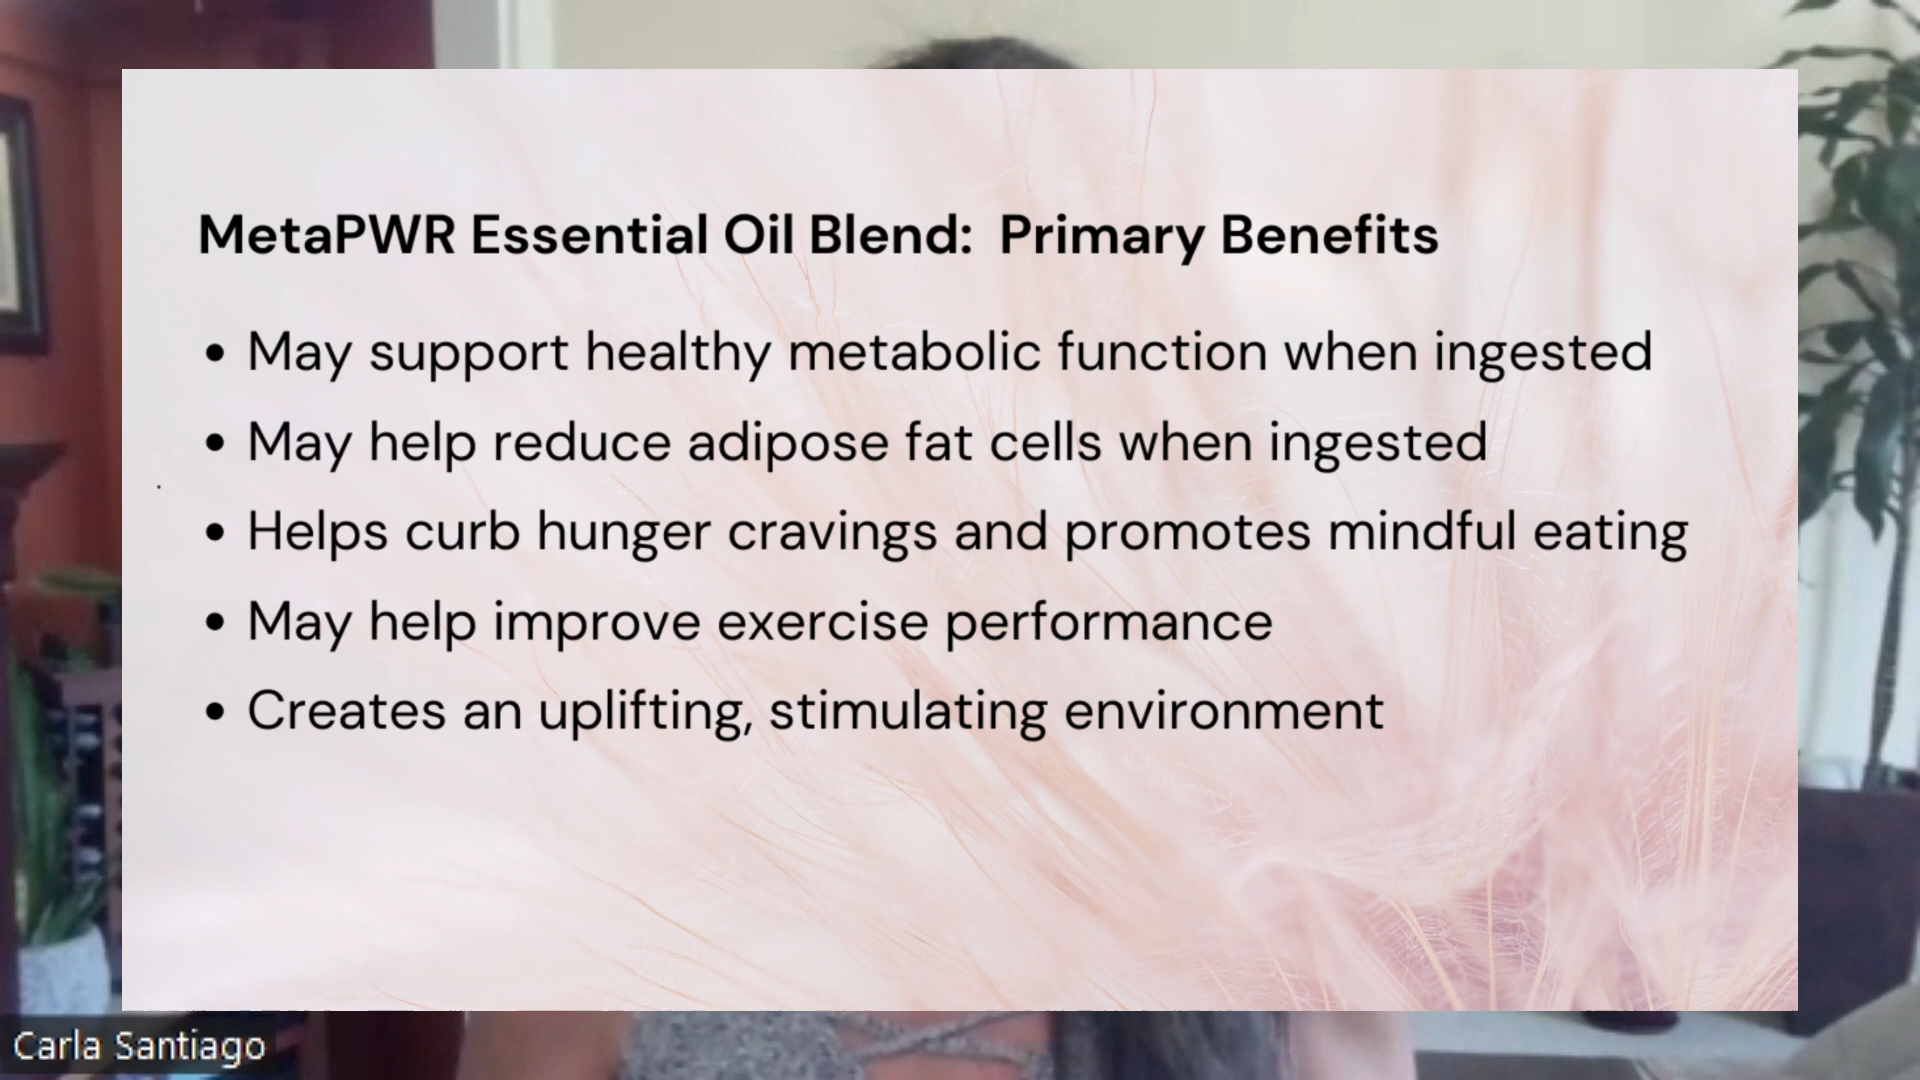 MetaPWR Essential Oil Blend: Primary Benefits
• May support healthy metabolic function when ingested
• May help reduce adipose fat cells when ingested
• Helps curb hunger cravings and promotes mindful eating
• May help improve exercise performance
• Creates an uplifting, stimulating environment
Carla Santiago